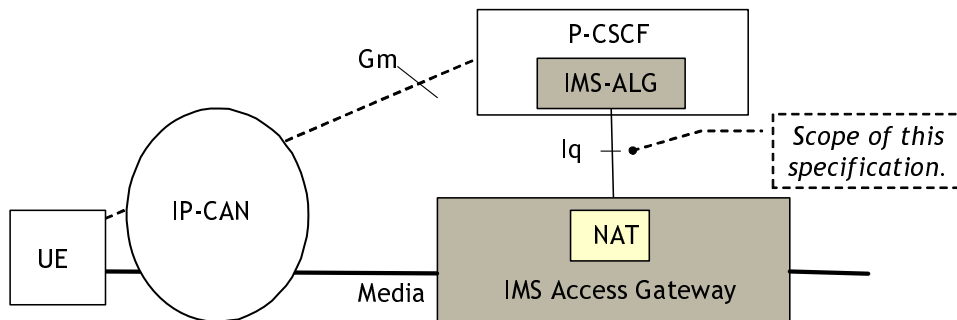 P-CSCF
Gm
IMS-ALG
Iq
Scope of this
specification.
IP-CAN
UE
NAT
Media
IMS Access Gateway